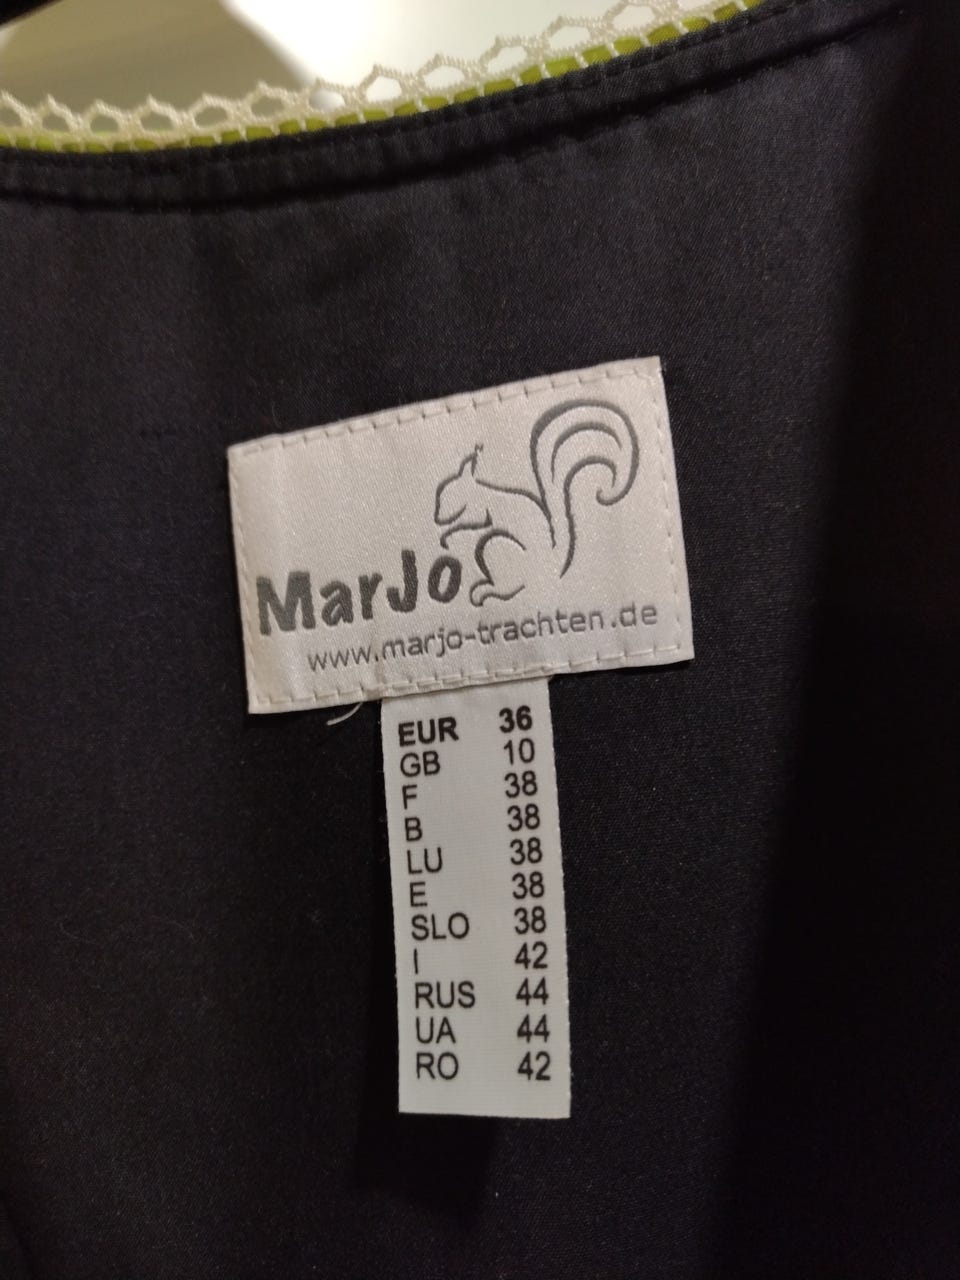 MarJo
www.marjo-trachten.de
EUR 36
GB 10
F 38
B 38
LU 38
E 38
SLO 38
I 42
RUS 44
UA 44
RO 42